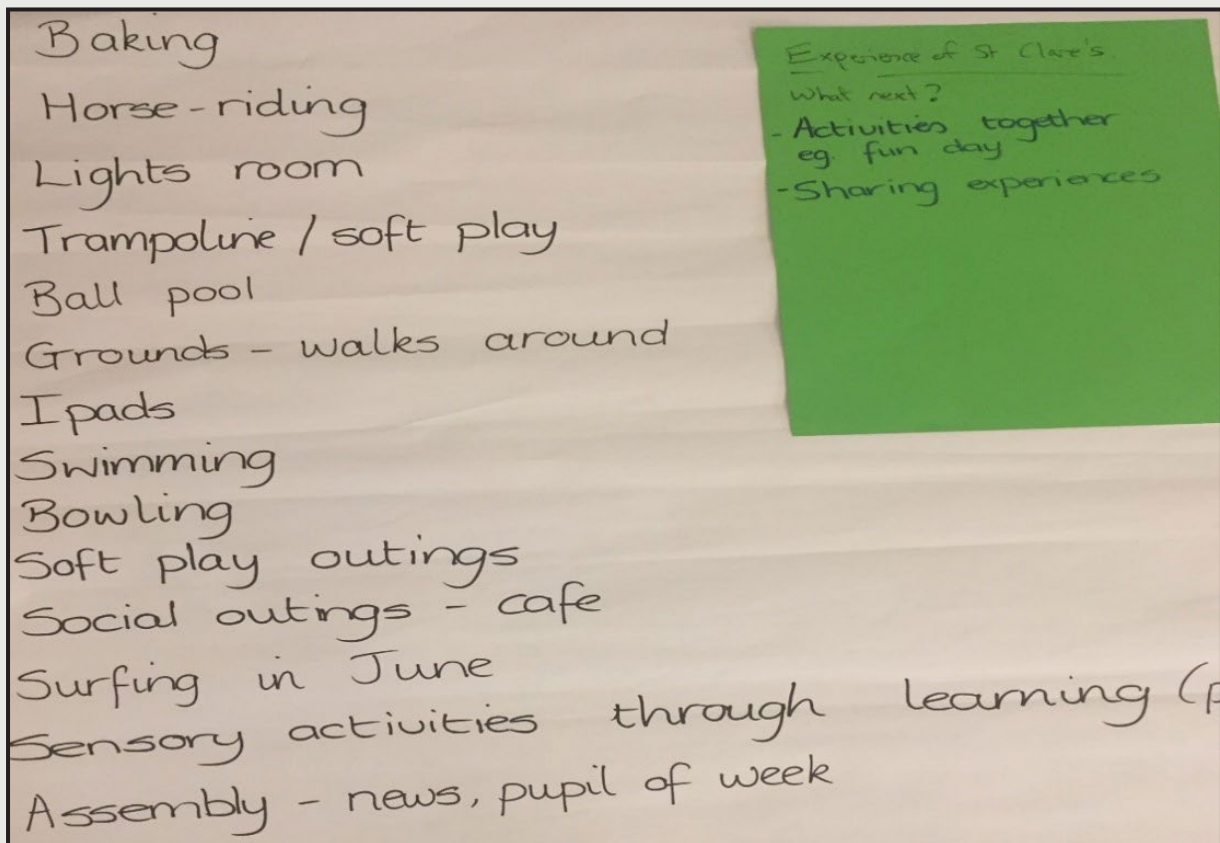 Baking
Horse-riding
Lights room
Trampoline / soft play
Ball pool
Grounds - walks around
Ipads
Swimming
Bowling
Soft play outings
Social outings - cafe
Surfing in June
Sensory activities through learning (p
Assembly - news, pupil of week
Experience of St Clare's.
What next?
- Activities together
eg. fun day
- Sharing experiences